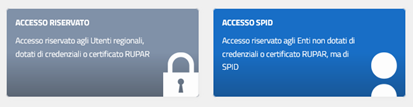 ACCESSO RISERVATO
Accesso riservato agli Utenti regionali,
dotati di credenziali o certificato RUPAR
ACCESSO SPID
Accesso riservato agli Enti non dotati di
credenziali o certificato RUPAR, ma di
SPID